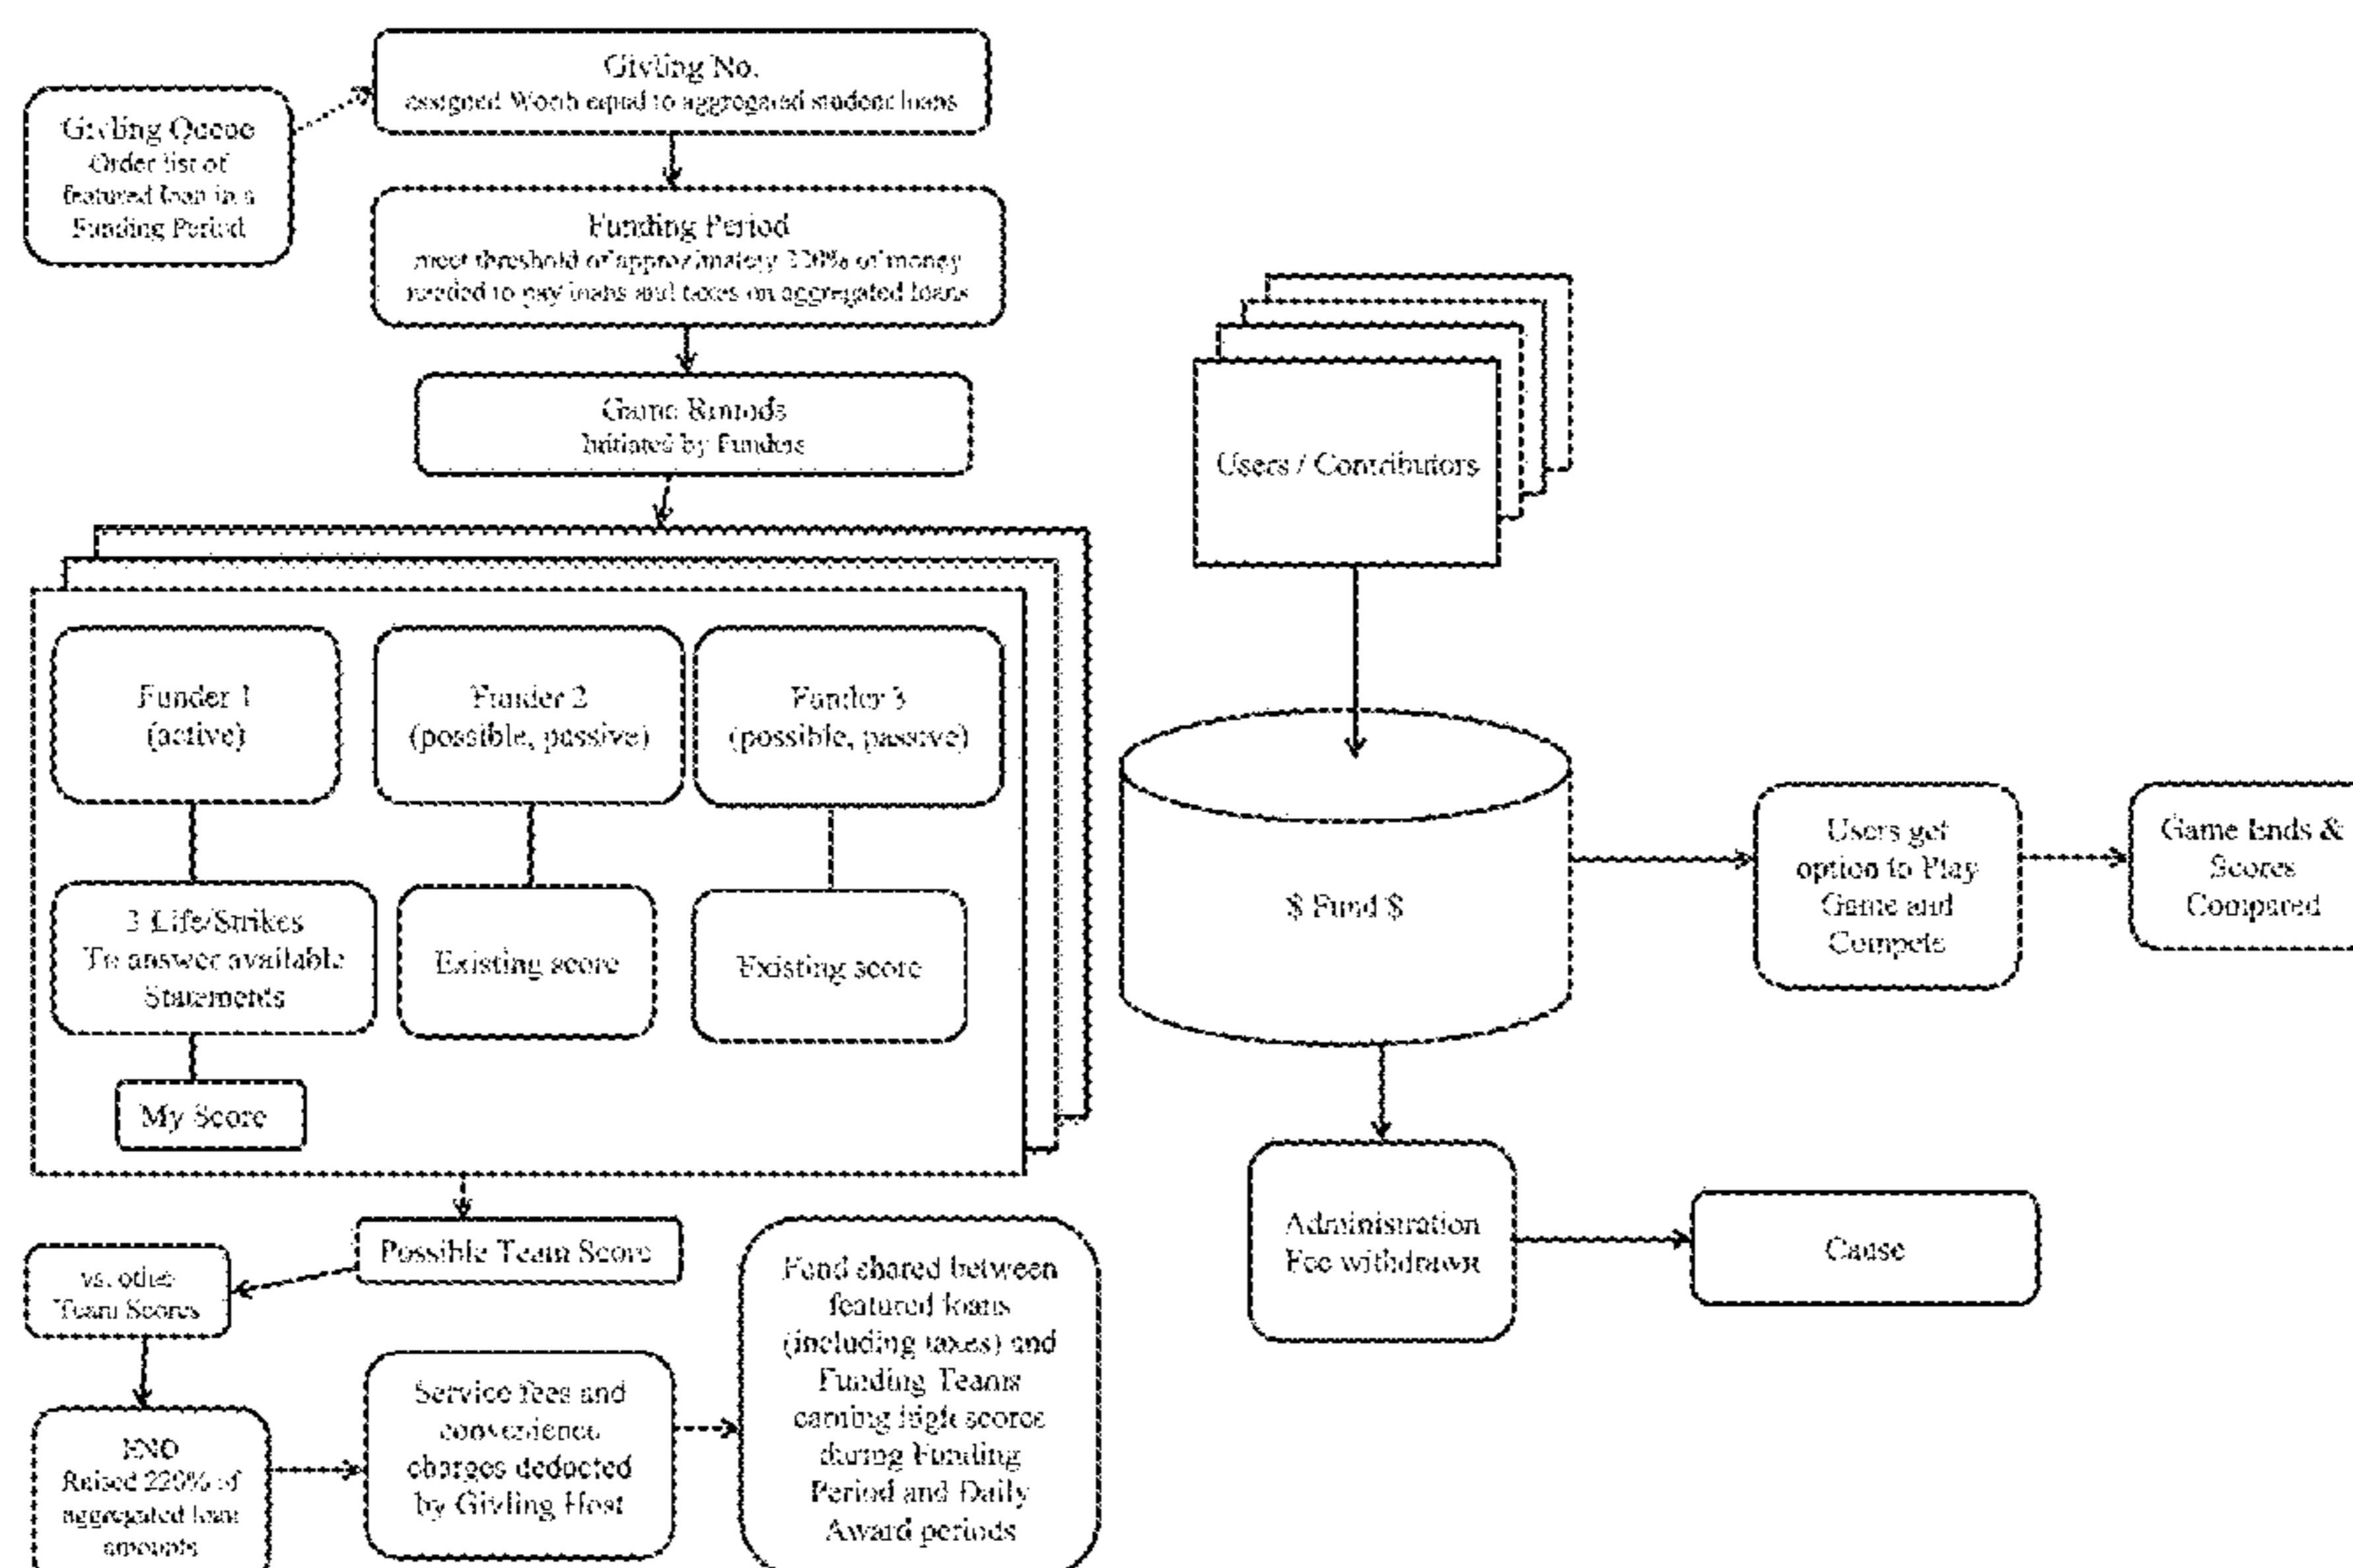 Givling No.
assigned Worth equal to aggregated student loans
Givling Queue
Order list of
featured loan in a
Funding Period
Funding Period
meet threshold of approximately 220% of money
needed to pay loans and taxes on aggregated loans
Game Rounds
Initiated by Funders
Users / Contributors
Funder 1
(active)
Funder 2
(possible, passive)
Funder 3
(possible, passive)
3 Life/Strikes
To answer available
Statements
Existing score
Existing score
My Score
$ Fund $
Users get
option to Play
Game and
Compete
Game Ends &
Scores
Compared
Possible Team Score
vs. other
Team Scores
END
Raised 220% of
aggregated loan
amounts
Service fees and
convenience
charges deducted
by Givling Host
Fund shared between
featured loans
(including taxes) and
Funding Teams
earning high scores
during Funding
Period and Daily
Award periods
Administration
Fee withdrawn
Cause